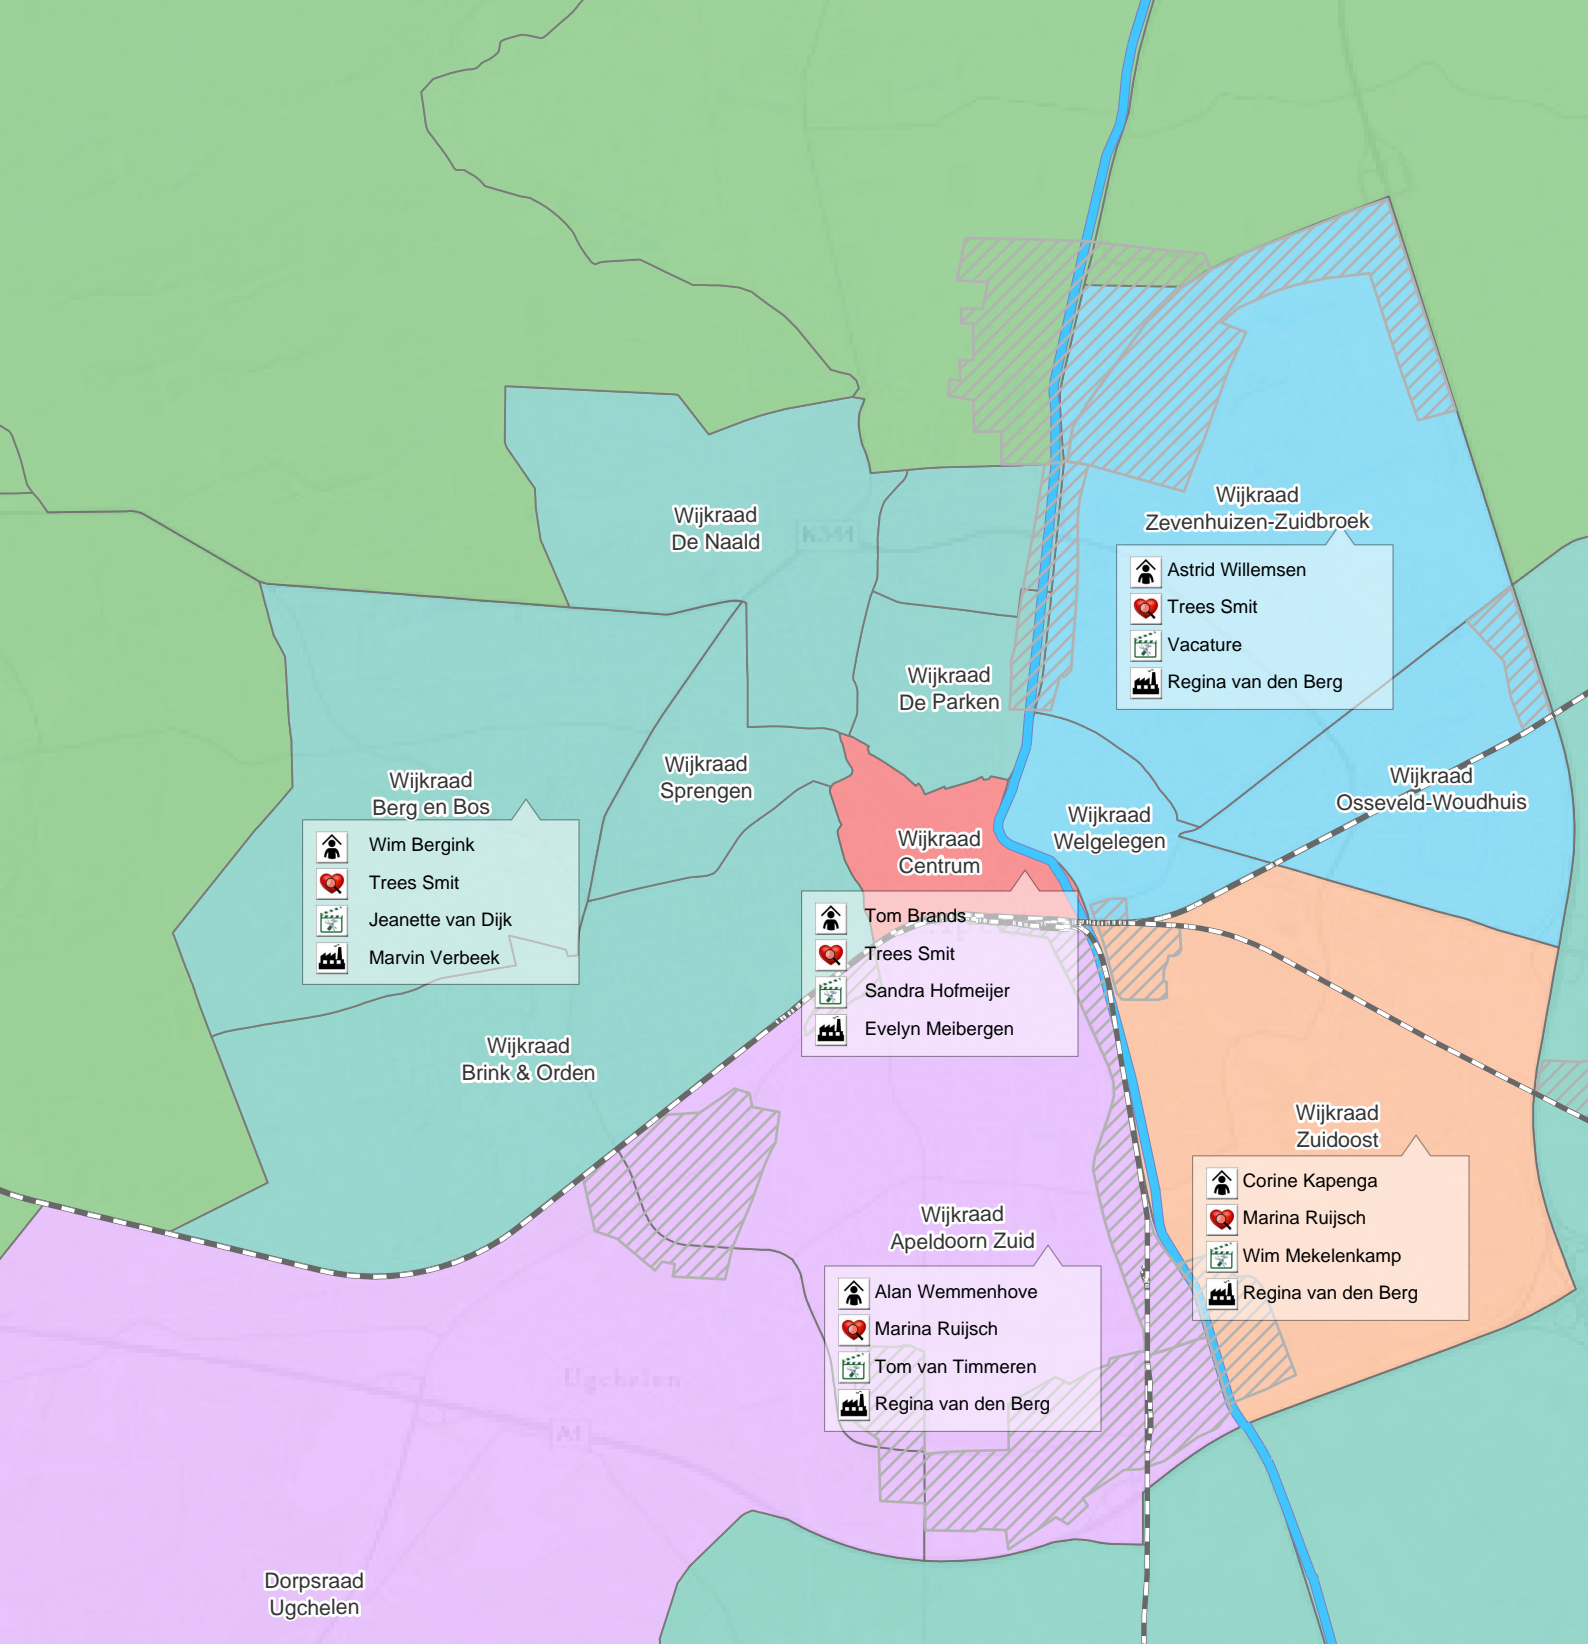 Wijkraad
De Naald
N344
Wijkraad
Zevenhuizen-Zuidbroek
Astrid Willemsen
Trees Smit
Vacature
Regina van den Berg
Wijkraad
De Parken
Wijkraad
Sprengen
Wijkraad
Berg en Bos
Wim Bergink
Trees Smit
Jeanette van Dijk
Marvin Verbeek
Wijkraad
Osseveld-Woudhuis
Wijkraad
Welgelegen
Wijkraad
Centrum
Tom Brands
Trees Smit
Sandra Hofmeijer
Evelyn Meibergen
Wijkraad
Brink & Orden
Wijkraad
Zuidoost
Corine Kapenga
Marina Ruijsch
Wim Mekelenkamp
Regina van den Berg
Wijkraad
Apeldoorn Zuid
Alan Wemmenhove
Marina Ruijsch
Tom van Timmeren
Regina van den Berg
Ugchelen
A1
Dorpsraad
Ugchelen